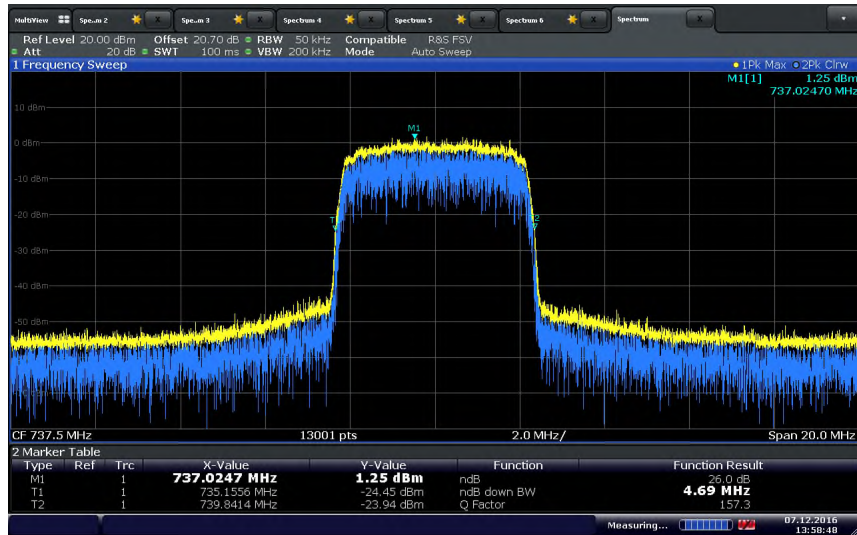 MultiView Spe..m 2 x Spe..m 3 x Spectrum 4 x Spectrum 5 x Spectrum 6 x Spectrum x
Ref Level 20.00 dBm Offset 20.70 dB RBW 50 kHz Compatible R&S FSV
Att 20 dB SWT 100 ms VBW 200 kHz Mode Auto Sweep
1 Frequency Sweep 1Pk Max 2Pk Clrw
M1[1] 1.25 dBm
737.02470 MHz
10 dBm
M1
0 dBm
-10 dBm
-20 dBm
T 2
-30 dBm
-40 dBm
-50 dBm
CF 737.5 MHz 13001 pts 2.0 MHz/ Span 20.0 MHz
2 Marker Table
Type Ref Trc X-Value Y-Value Function Function Result
M1 1 737.0247 MHz 1.25 dBm ndB 26.0 dB
T1 1 735.1556 MHz -24.45 dBm ndB down BW 4.69 MHz
T2 1 739.8414 MHz -23.94 dBm Q Factor 157.3
Measuring... 07.12.2016
13:58:48